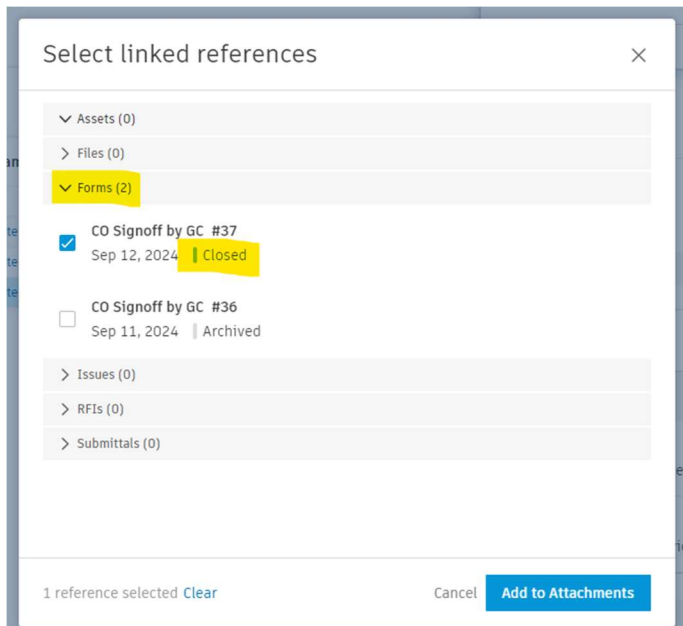 Select linked references
Assets (0)
Files (0)
Forms (2)
CO Signoff by GC #37
Sep 12, 2024 Closed
CO Signoff by GC #36
Sep 11, 2024 Archived
Issues (0)
RFIs (0)
Submittals (0)
1 reference selected Clear Cancel Add to Attachments